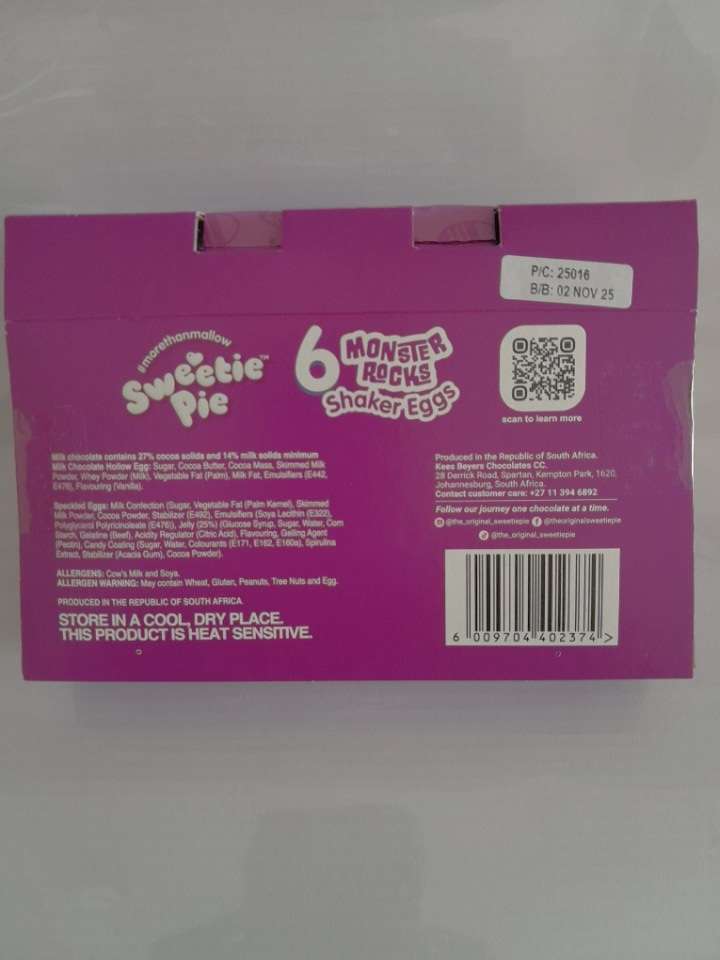 P/C: 25016
B/B: 02 NOV 25
#morethanmallow
Sweetie
Pie
TM
6
MONSTER
ROCKS
Shaker Eggs
scan to learn more
Milk chocolate contains 27% cocoa solids and 14% milk solids minimum
Milk Chocolate Hollow Egg: Sugar, Cocoa Butter, Cocoa Mass, Skimmed Milk
Powder, Whey Powder (Milk), Vegetable Fat (Palm), Milk Fat, Emulsifiers (E442,
E476), Flavouring (Vanilla).
Speckled Eggs: Milk Confection (Sugar, Vegetable Fat (Palm Kernel), Skimmed
Milk Powder, Cocoa Powder, Stabilizer (E492), Emulsifiers (Soya Lecithin (E322),
Polyglycerol Polyricinoleate (E476)), Jelly (25%) (Glucose Syrup, Sugar, Water, Corn
Starch, Gelatine (Beef), Acidity Regulator (Citric Acid), Flavouring, Gelling Agent
(Pectin), Candy Coating (Sugar, Water, Colourants (E171, E162, E160a), Spirulina
Extract, Stabilizer (Acacia Gum), Cocoa Powder).
ALLERGENS: Cow's Milk and Soya.
ALLERGEN WARNING: May contain Wheat, Gluten, Peanuts, Tree Nuts and Egg.
PRODUCED IN THE REPUBLIC OF SOUTH AFRICA.
STORE IN A COOL, DRY PLACE.
THIS PRODUCT IS HEAT SENSITIVE.
Produced in the Republic of South Africa.
Kees Beyers Chocolates CC.
28 Derrick Road, Spartan, Kempton Park, 1620,
Johannesburg, South Africa.
Contact customer care: +27 11 394 6892
Follow our journey one chocolate at a time.
@the_original_sweetiepie @theoriginalsweetiepie
@the_original_sweetiepie
6 009704 402374 >